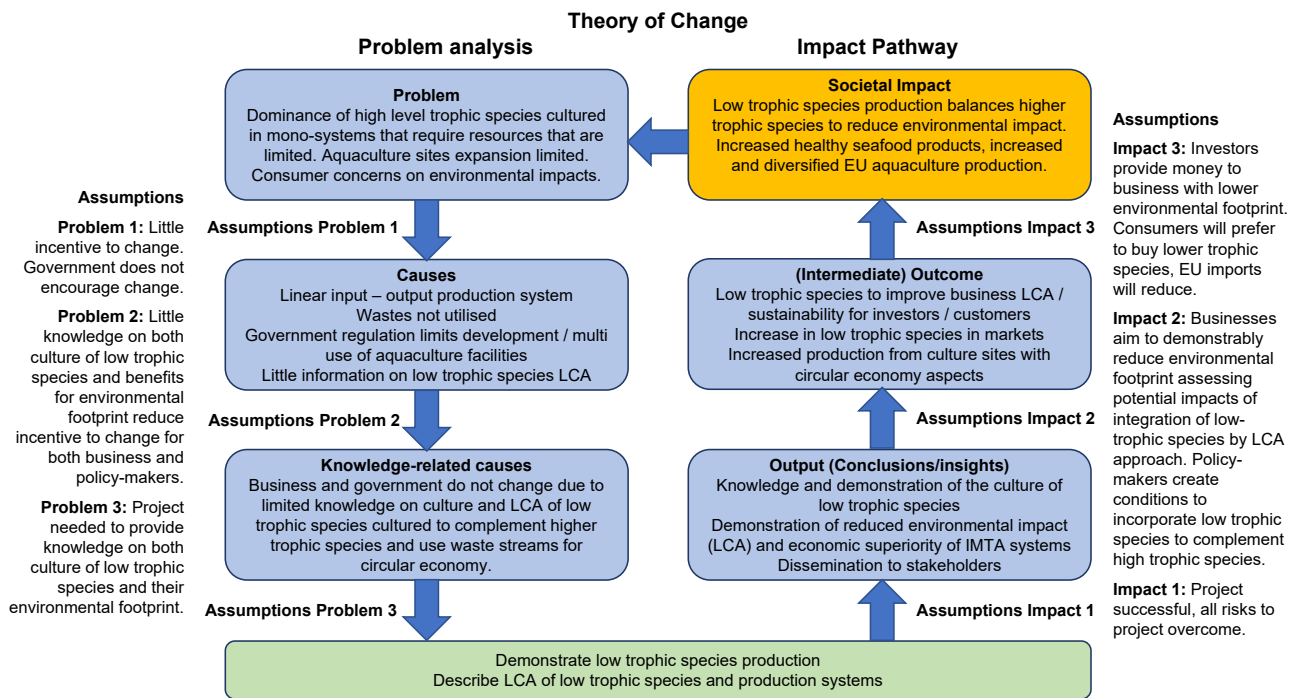 Theory of Change
Problem analysis
Impact Pathway
Problem
Dominance of high level trophic species cultured
in mono-systems that require resources that are
limited. Aquaculture sites expansion limited.
Consumer concerns on environmental impacts.
Societal Impact
Low trophic species production balances higher
trophic species to reduce environmental impact.
Increased healthy seafood products, increased
and diversified EU aquaculture production.
Assumptions
Problem 1: Little
incentive to change.
Government does not
encourage change.
Problem 2: Little
knowledge on both
culture of low trophic
species and benefits
for environmental
footprint reduce
incentive to change for
both business and
policy-makers.
Problem 3: Project
needed to provide
knowledge on both
culture of low trophic
species and their
environmental footprint.
Assumptions Problem 1
Causes
Linear input – output production system
Wastes not utilised
Government regulation limits development / multi
use of aquaculture facilities
Little information on low trophic species LCA
Assumptions Problem 2
Knowledge-related causes
Business and government do not change due to
limited knowledge on culture and LCA of low
trophic species cultured to complement higher
trophic species and use waste streams for
circular economy.
Assumptions Problem 3
Assumptions Impact 3
(Intermediate) Outcome
Low trophic species to improve business LCA /
sustainability for investors / customers
Increase in low trophic species in markets
Increased production from culture sites with
circular economy aspects
Assumptions Impact 2
Output (Conclusions/insights)
Knowledge and demonstration of the culture of
low trophic species
Demonstration of reduced environmental impact
(LCA) and economic superiority of IMTA systems
Dissemination to stakeholders
Assumptions Impact 1
Assumptions
Impact 3: Investors
provide money to
business with lower
environmental footprint.
Consumers will prefer
to buy lower trophic
species, EU imports
will reduce.
Impact 2: Businesses
aim to demonstrably
reduce environmental
footprint assessing
potential impacts of
integration of low-
trophic species by LCA
approach. Policy-
makers create
conditions to
incorporate low trophic
species to complement
high trophic species.
Impact 1: Project
successful, all risks to
project overcome.
Demonstrate low trophic species production
Describe LCA of low trophic species and production systems